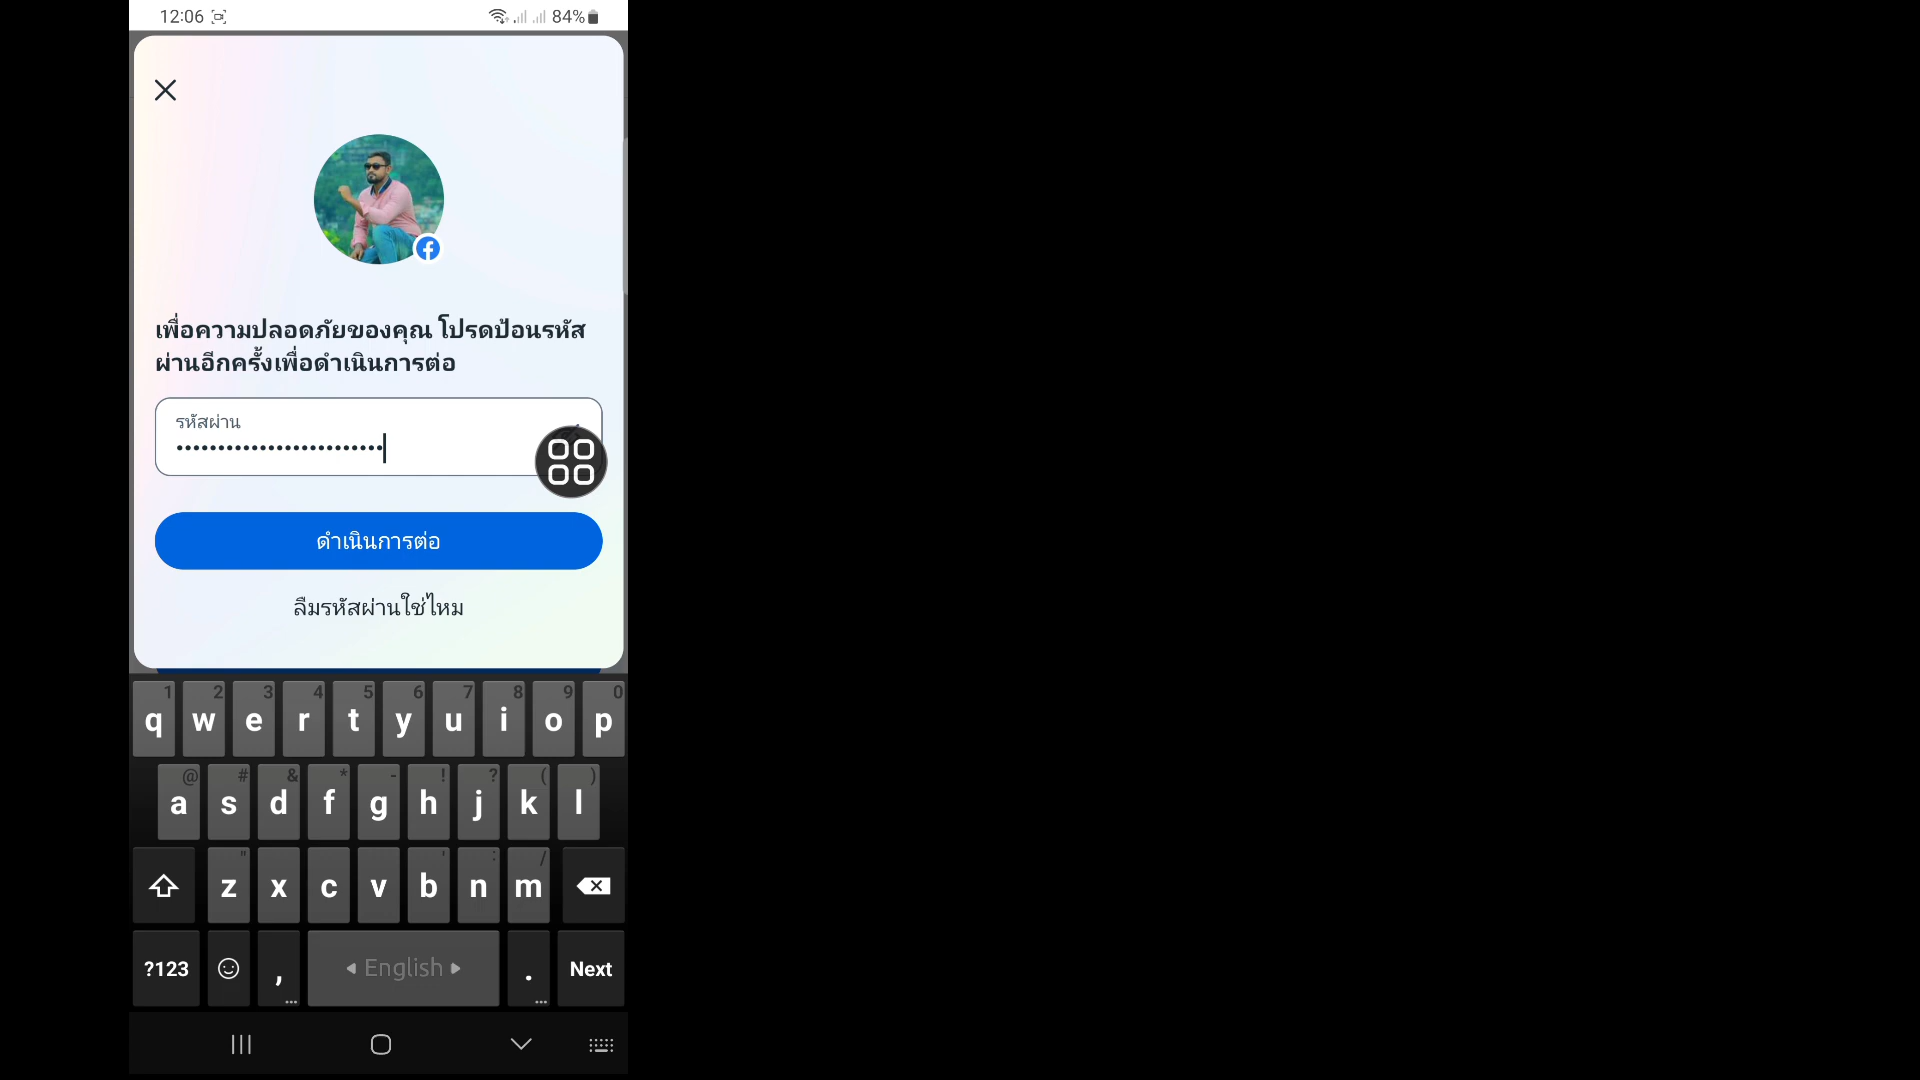 12:06
84%
เพื่อความปลอดภัยของคุณ โปรดป้อนรหัส
ผ่านอีกครั้งเพื่อดำเนินการต่อ
รหัสผ่าน
••••••••••••••••••••••••
ดำเนินการต่อ
ลืมรหัสผ่านใช่ไหม
1 2 3 4 5 6 7 8 9 0
q w e r t y u i o p
@ # & * - ! ? ( )
a s d f g h j k l
" ' : /
z x c v b n m
?123 , English . Next